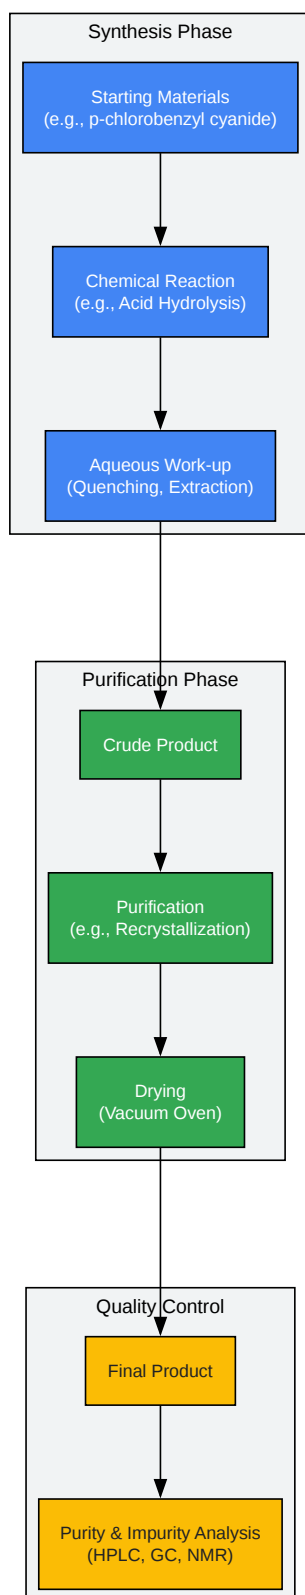 Synthesis Phase
Starting Materials
(e.g., p-chlorobenzyl cyanide)
Chemical Reaction
(e.g., Acid Hydrolysis)
Aqueous Work-up
(Quenching, Extraction)
Purification Phase
Crude Product
Purification
(e.g., Recrystallization)
Drying
(Vacuum Oven)
Quality Control
Final Product
Purity & Impurity Analysis
(HPLC, GC, NMR)